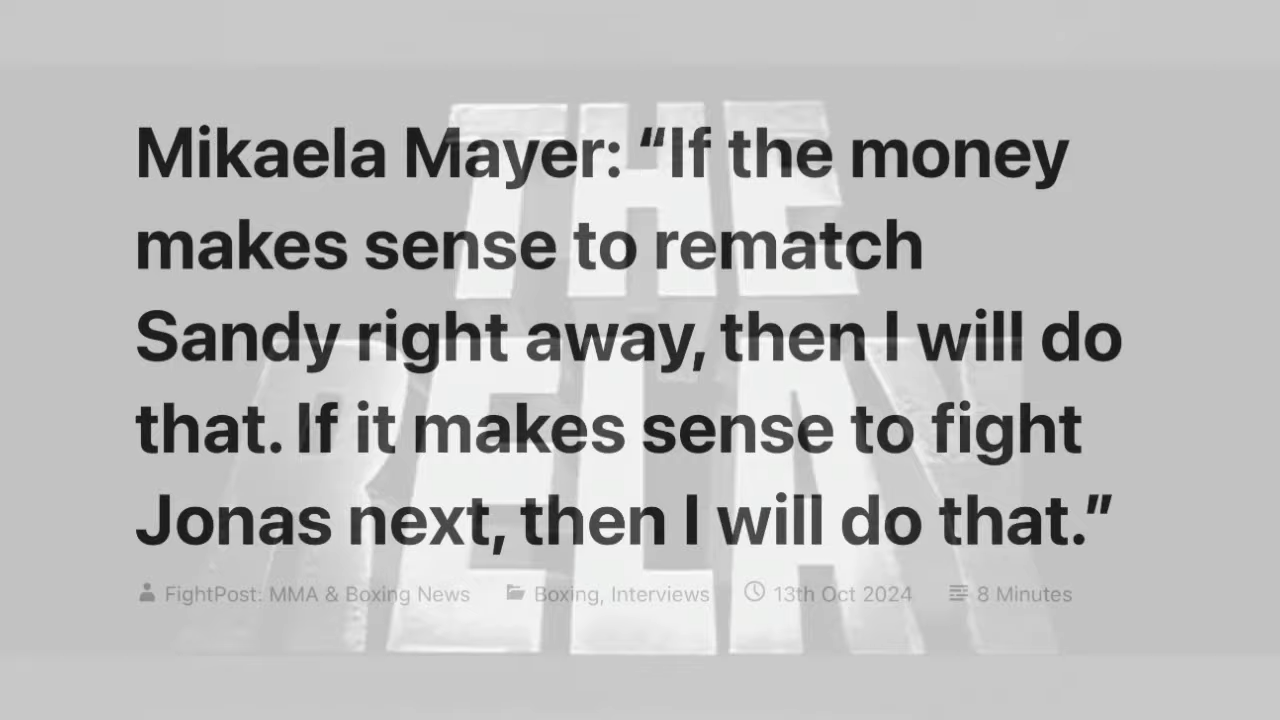 Mikaela Mayer: “If the money
makes sense to rematch
Sandy right away, then I will do
that. If it makes sense to fight
Jonas next, then I will do that.”
FightPost: MMA & Boxing News Boxing, Interviews 13th Oct 2024 8 Minutes
THE
RELAY